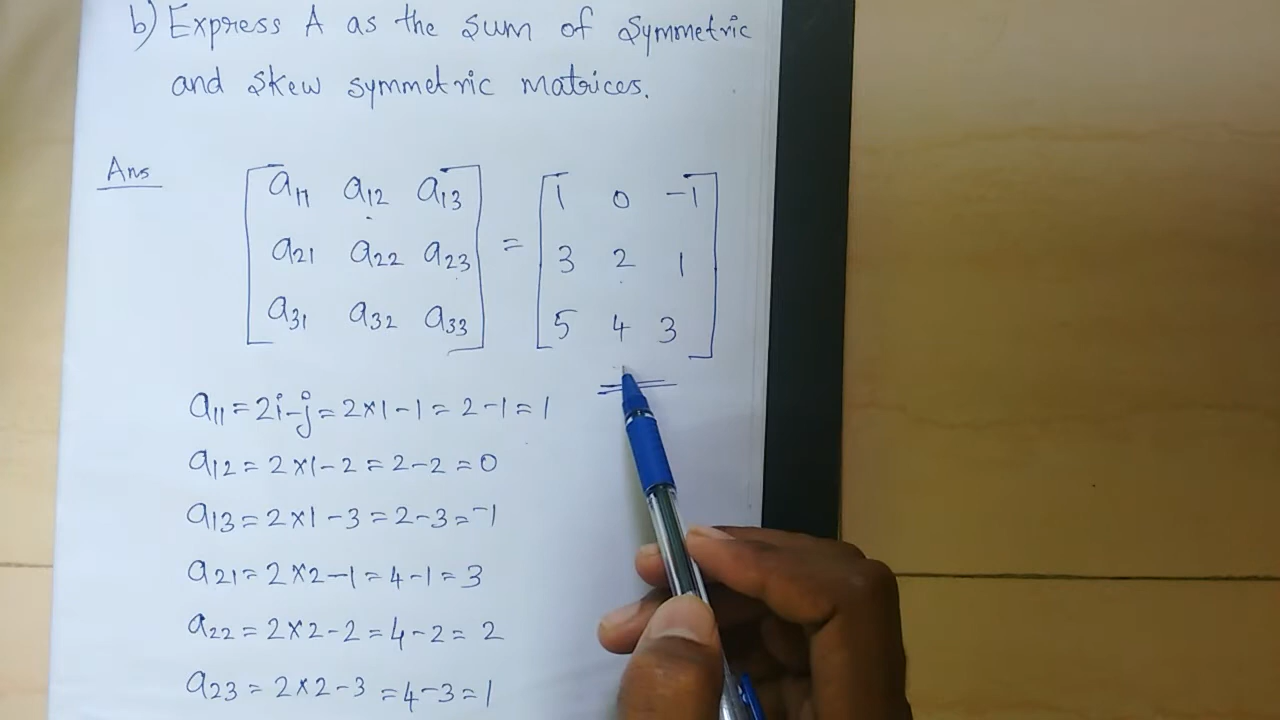 b) Express A as the sum of symmetric
and skew symmetric matrices.
Ans
a11 a12 a13
a21 a22 a23
a31 a32 a33
=
1 0 -1
3 2 1
5 4 3
a11 = 2i-j = 2×1-1 = 2-1 = 1
a12 = 2×1-2 = 2-2 = 0
a13 = 2×1-3 = 2-3 = -1
a21 = 2×2-1 = 4-1 = 3
a22 = 2×2-2 = 4-2 = 2
a23 = 2×2-3 = 4-3 = 1